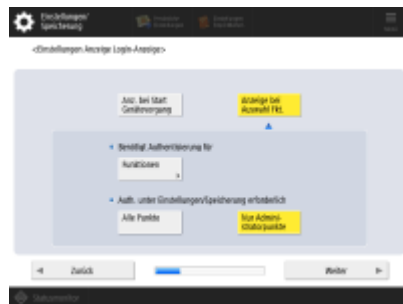 Einstellungen/
Speicherung
<Einstellungen Anzeige Login-Anzeige>
Anz. bei Start
Gerätevorgang
Anzeige bei
Auswahl Fkt.
Benötigt Authentisierung für
Funktionen
Auth. unter Einstellungen/Speicherung erforderlich
Alle Punkte
Nur Admini-
stratorpunkte
Zurück
Weiter
Statusmonitor